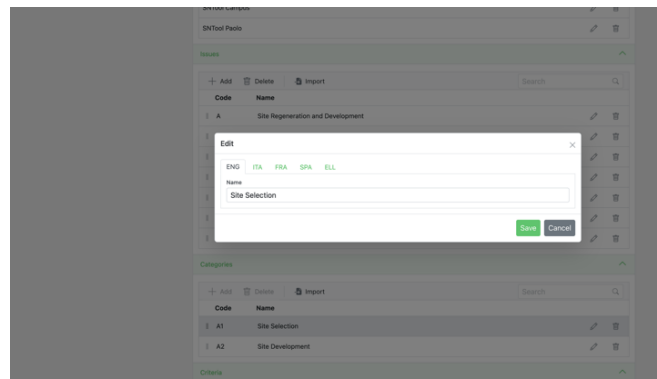 SNTool Campus
SNTool Paolo
Issues
Add Delete Import Search
Code Name
A Site Regeneration and Development
Edit
ENG ITA FRA SPA ELL
Name
Site Selection
Save Cancel
Categories
Add Delete Import Search
Code Name
A1 Site Selection
A2 Site Development
Criteria